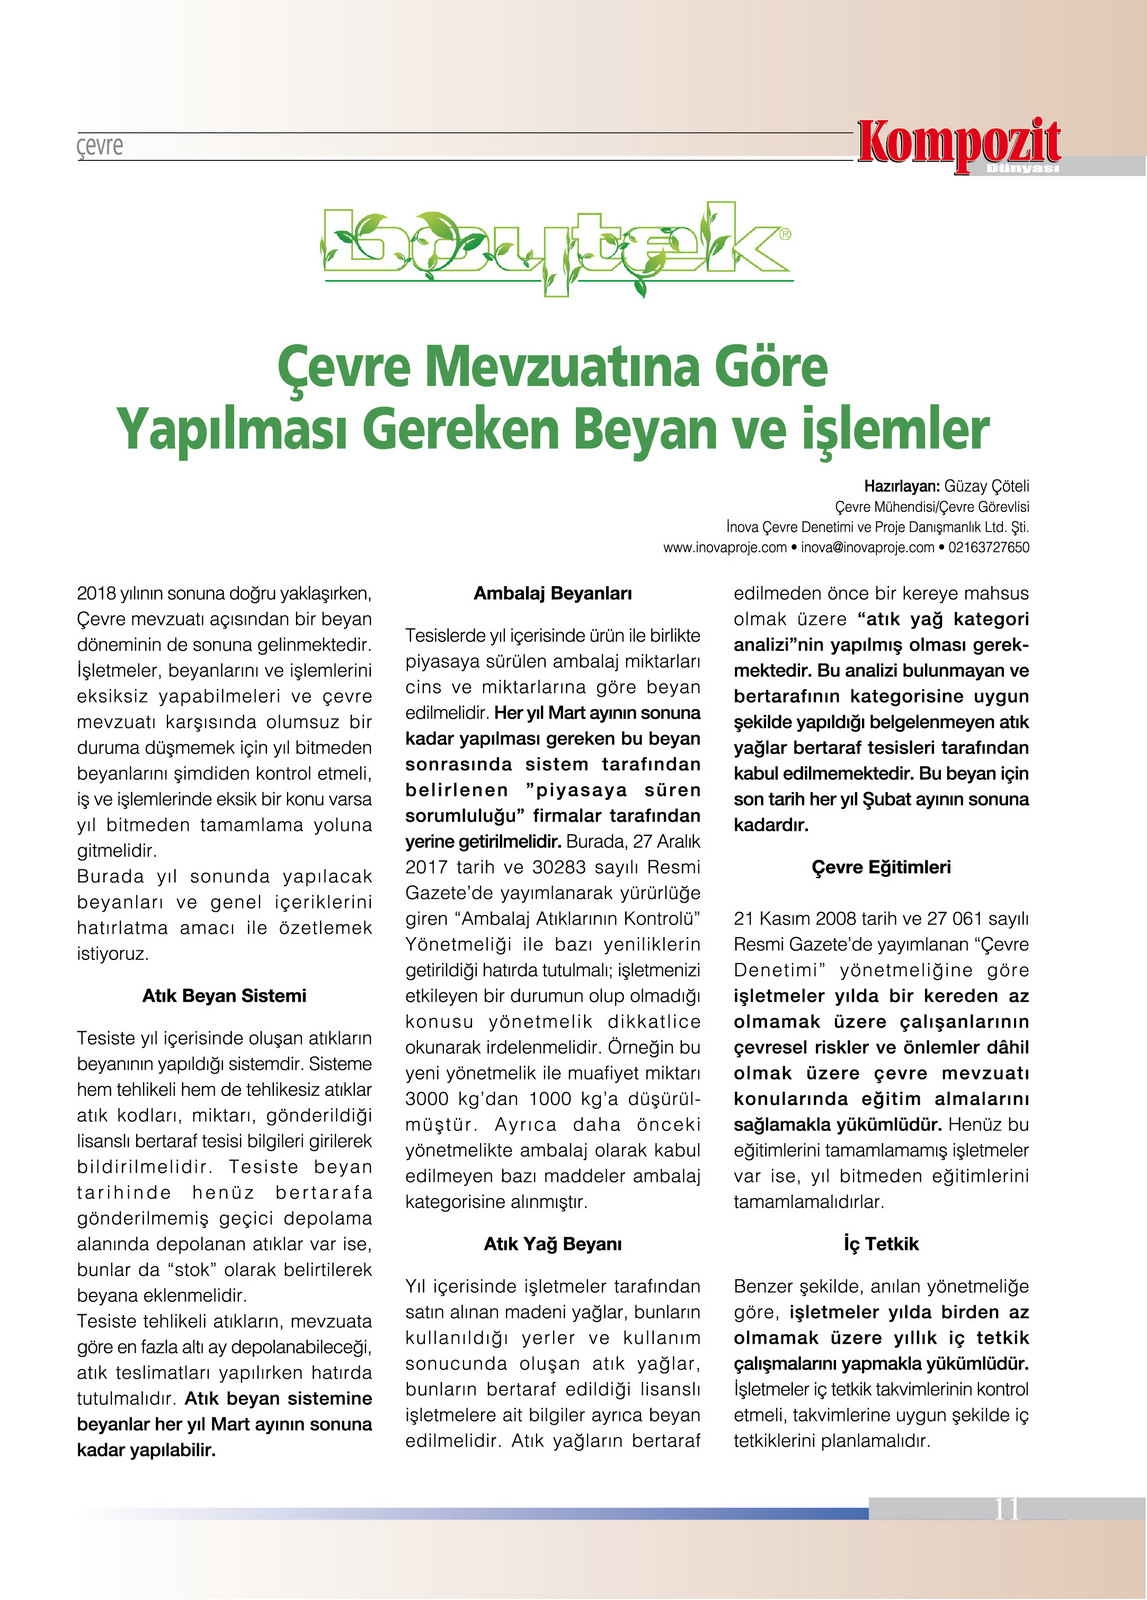 çevre
Kompozit
Dünyası
boytek®
Çevre Mevzuatına Göre
Yapılması Gereken Beyan ve işlemler
Hazırlayan: Güzay Çöteli
Çevre Mühendisi/Çevre Görevlisi
İnova Çevre Denetimi ve Proje Danışmanlık Ltd. Şti.
www.inovaproje.com • inova@inovaproje.com • 02163727650
2018 yılının sonuna doğru yaklaşırken,
Çevre mevzuatı açısından bir beyan
döneminin de sonuna gelinmektedir.
İşletmeler, beyanlarını ve işlemlerini
eksiksiz yapabilmeleri ve çevre
mevzuatı karşısında olumsuz bir
duruma düşmemek için yıl bitmeden
beyanlarını şimdiden kontrol etmeli,
iş ve işlemlerinde eksik bir konu varsa
yıl bitmeden tamamlama yoluna
gitmelidir.
Burada yıl sonunda yapılacak
beyanları ve genel içeriklerini
hatırlatma amacı ile özetlemek
istiyoruz.
Atık Beyan Sistemi
Tesiste yıl içerisinde oluşan atıkların
beyanının yapıldığı sistemdir. Sisteme
hem tehlikeli hem de tehlikesiz atıklar
atık kodları, miktarı, gönderildiği
lisanslı bertaraf tesisi bilgileri girilerek
bildirilmelidir. Tesiste beyan
tarihinde henüz bertarafa
gönderilmemiş geçici depolama
alanında depolanan atıklar var ise,
bunlar da “stok” olarak belirtilerek
beyana eklenmelidir.
Tesiste tehlikeli atıkların, mevzuata
göre en fazla altı ay depolanabileceği,
atık teslimatları yapılırken hatırda
tutulmalıdır. Atık beyan sistemine
beyanlar her yıl Mart ayının sonuna
kadar yapılabilir.
Ambalaj Beyanları
Tesislerde yıl içerisinde ürün ile birlikte
piyasaya sürülen ambalaj miktarları
cins ve miktarlarına göre beyan
edilmelidir. Her yıl Mart ayının sonuna
kadar yapılması gereken bu beyan
sonrasında sistem tarafından
belirlenen ”piyasaya süren
sorumluluğu” firmalar tarafından
yerine getirilmelidir. Burada, 27 Aralık
2017 tarih ve 30283 sayılı Resmi
Gazete’de yayımlanarak yürürlüğe
giren “Ambalaj Atıklarının Kontrolü”
Yönetmeliği ile bazı yeniliklerin
getirildiği hatırda tutulmalı; işletmenizi
etkileyen bir durumun olup olmadığı
konusu yönetmelik dikkatlice
okunarak irdelenmelidir. Örneğin bu
yeni yönetmelik ile muafiyet miktarı
3000 kg’dan 1000 kg’a düşürül-
müştür. Ayrıca daha önceki
yönetmelikte ambalaj olarak kabul
edilmeyen bazı maddeler ambalaj
kategorisine alınmıştır.
Atık Yağ Beyanı
Yıl içerisinde işletmeler tarafından
satın alınan madeni yağlar, bunların
kullanıldığı yerler ve kullanım
sonucunda oluşan atık yağlar,
bunların bertaraf edildiği lisanslı
işletmelere ait bilgiler ayrıca beyan
edilmelidir. Atık yağların bertaraf
edilmeden önce bir kereye mahsus
olmak üzere “atık yağ kategori
analizi”nin yapılmış olması gerek-
mektedir. Bu analizi bulunmayan ve
bertarafının kategorisine uygun
şekilde yapıldığı belgelenmeyen atık
yağlar bertaraf tesisleri tarafından
kabul edilmemektedir. Bu beyan için
son tarih her yıl Şubat ayının sonuna
kadardır.
Çevre Eğitimleri
21 Kasım 2008 tarih ve 27 061 sayılı
Resmi Gazete’de yayımlanan “Çevre
Denetimi” yönetmeliğine göre
işletmeler yılda bir kereden az
olmamak üzere çalışanlarının
çevresel riskler ve önlemler dâhil
olmak üzere çevre mevzuatı
konularında eğitim almalarını
sağlamakla yükümlüdür. Henüz bu
eğitimlerini tamamlamamış işletmeler
var ise, yıl bitmeden eğitimlerini
tamamlamalıdırlar.
İç Tetkik
Benzer şekilde, anılan yönetmeliğe
göre, işletmeler yılda birden az
olmamak üzere yıllık iç tetkik
çalışmalarını yapmakla yükümlüdür.
İşletmeler iç tetkik takvimlerinin kontrol
etmeli, takvimlerine uygun şekilde iç
tetkiklerini planlamalıdır.
11